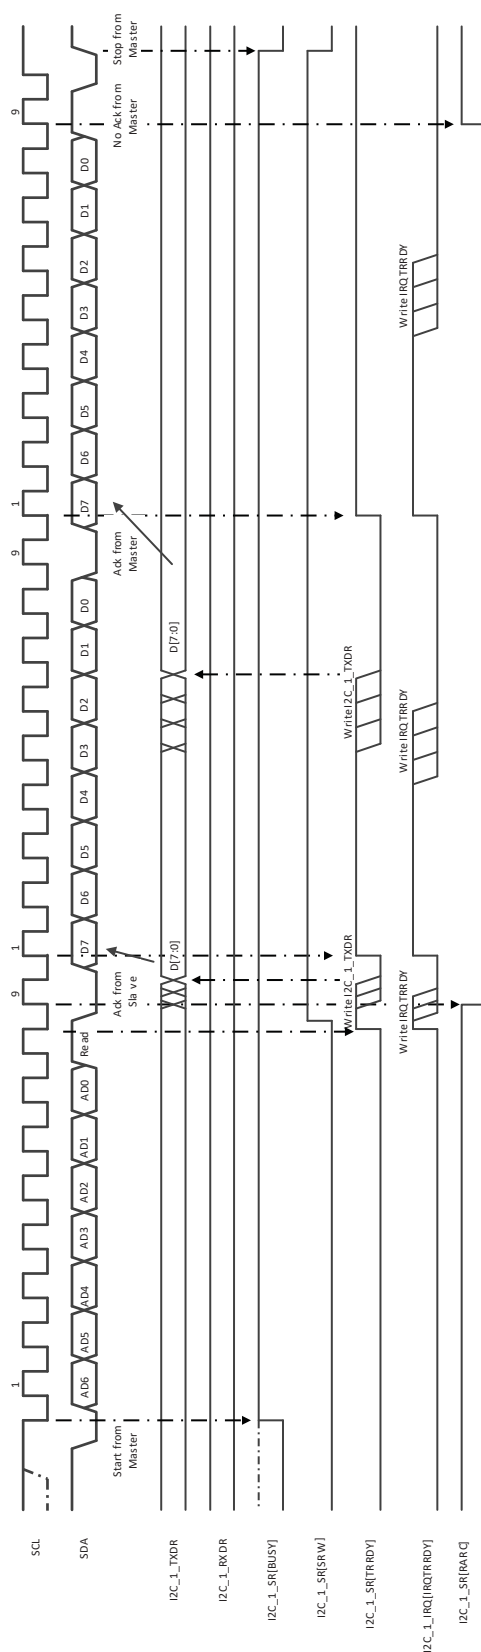 1 9 1 9 1 9
SCL
SDA AD6 AD5 AD4 AD3 AD2 AD1 AD0 Read D7 D6 D5 D4 D3 D2 D1 D0 D7 D6 D5 D4 D3 D2 D1 D0
Start from
Master
Ack from
Slave
Ack from
Master
No Ack from
Master
Stop from
Master
D[7:0] D[7:0]
I2C_1_TXDR
I2C_1_RXDR
I2C_1_SR[BUSY]
I2C_1_SR[SRW]
Write I2C_1_TXDR Write I2C_1_TXDR
I2C_1_SR[TRRDY]
Write IRQTRRDY Write IRQTRRDY Write IRQTRRDY
I2C_1_IRQ[IRQTRRDY]
I2C_1_SR[RARC]